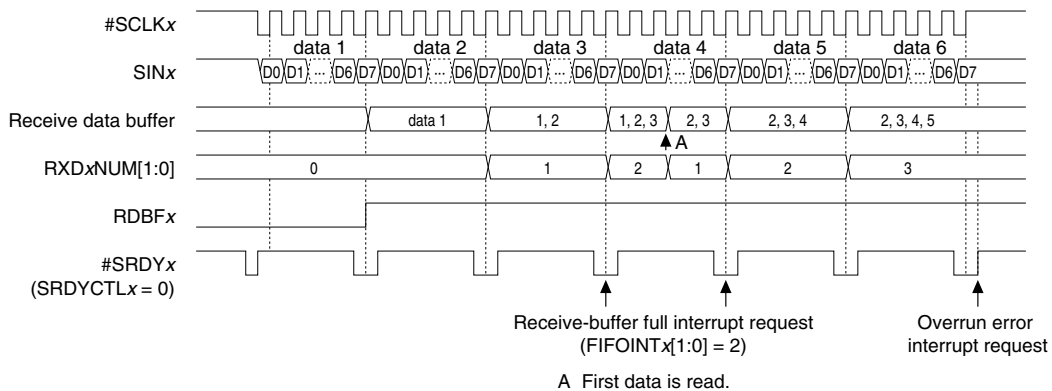 #SCLKx
data 1 data 2 data 3 data 4 data 5 data 6
SINx D0 D1 ... D6 D7 D0 D1 ... D6 D7 D0 D1 ... D6 D7 D0 D1 ... D6 D7 D0 D1 ... D6 D7 D0 D1 ... D6 D7
Receive data buffer data 1 1, 2 1, 2, 3 2, 3 2, 3, 4 2, 3, 4, 5
A
RXDxNUM[1:0] 0 1 2 1 2 3
RDBFx
#SRDYx
(SRDYCTLx = 0)
Receive-buffer full interrupt request
(FIFOINTx[1:0] = 2)
Overrun error
interrupt request
A First data is read.